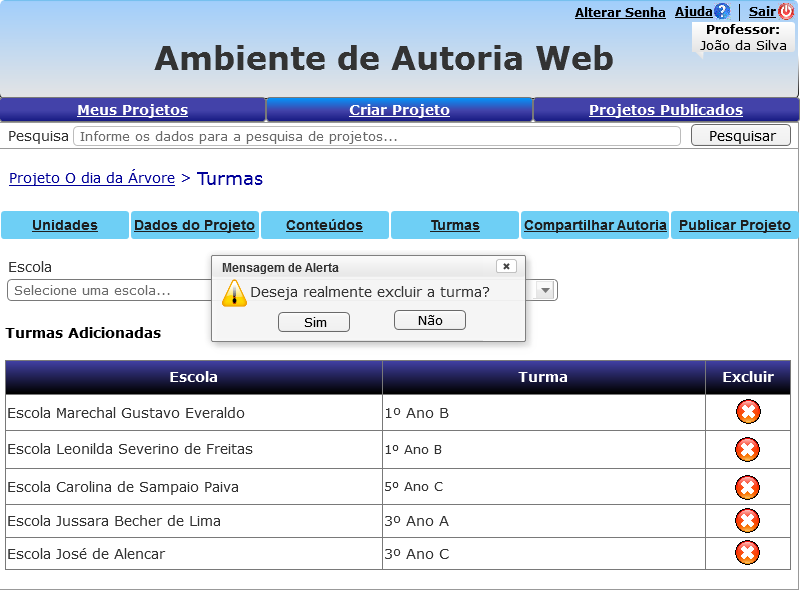 Alterar Senha Ajuda ? | Sair
Professor:
João da Silva
Ambiente de Autoria Web
Meus Projetos Criar Projeto Projetos Publicados
Pesquisa Informe os dados para a pesquisa de projetos... Pesquisar
Projeto O dia da Árvore > Turmas
Unidades Dados do Projeto Conteúdos Turmas Compartilhar Autoria Publicar Projeto
Escola
Selecione uma escola...
Mensagem de Alerta
Deseja realmente excluir a turma?
Sim Não
Turmas Adicionadas
Escola Turma Excluir
Escola Marechal Gustavo Everaldo 1º Ano B
Escola Leonilda Severino de Freitas 1º Ano B
Escola Carolina de Sampaio Paiva 5º Ano C
Escola Jussara Becher de Lima 3º Ano A
Escola José de Alencar 3º Ano C